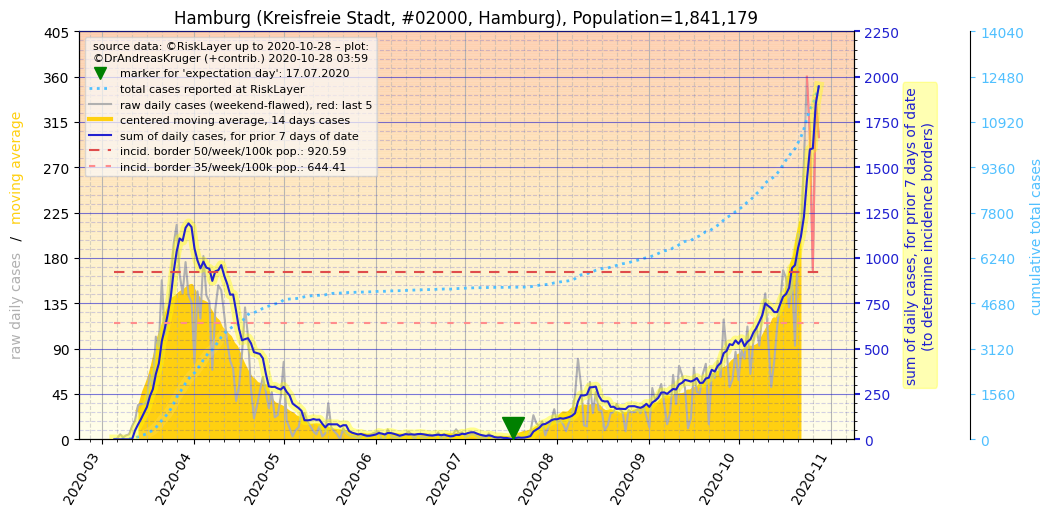 Hamburg (Kreisfreie Stadt, #02000, Hamburg), Population=1,841,179
source data: ©RiskLayer up to 2020-10-28 – plot:
©DrAndreasKruger (+contrib.) 2020-10-28 03:59
marker for 'expectation day': 17.07.2020
total cases reported at RiskLayer
raw daily cases (weekend-flawed), red: last 5
centered moving average, 14 days cases
sum of daily cases, for prior 7 days of date
incid. border 50/week/100k pop.: 920.59
incid. border 35/week/100k pop.: 644.41
raw daily cases / moving average
405
360
315
270
225
180
135
90
45
0
2250
2000
1750
1500
1250
1000
750
500
250
0
sum of daily cases, for prior 7 days of date
(to determine incidence borders)
14040
12480
10920
9360
7800
6240
4680
3120
1560
0
cumulative total cases
2020-03
2020-04
2020-05
2020-06
2020-07
2020-08
2020-09
2020-10
2020-11